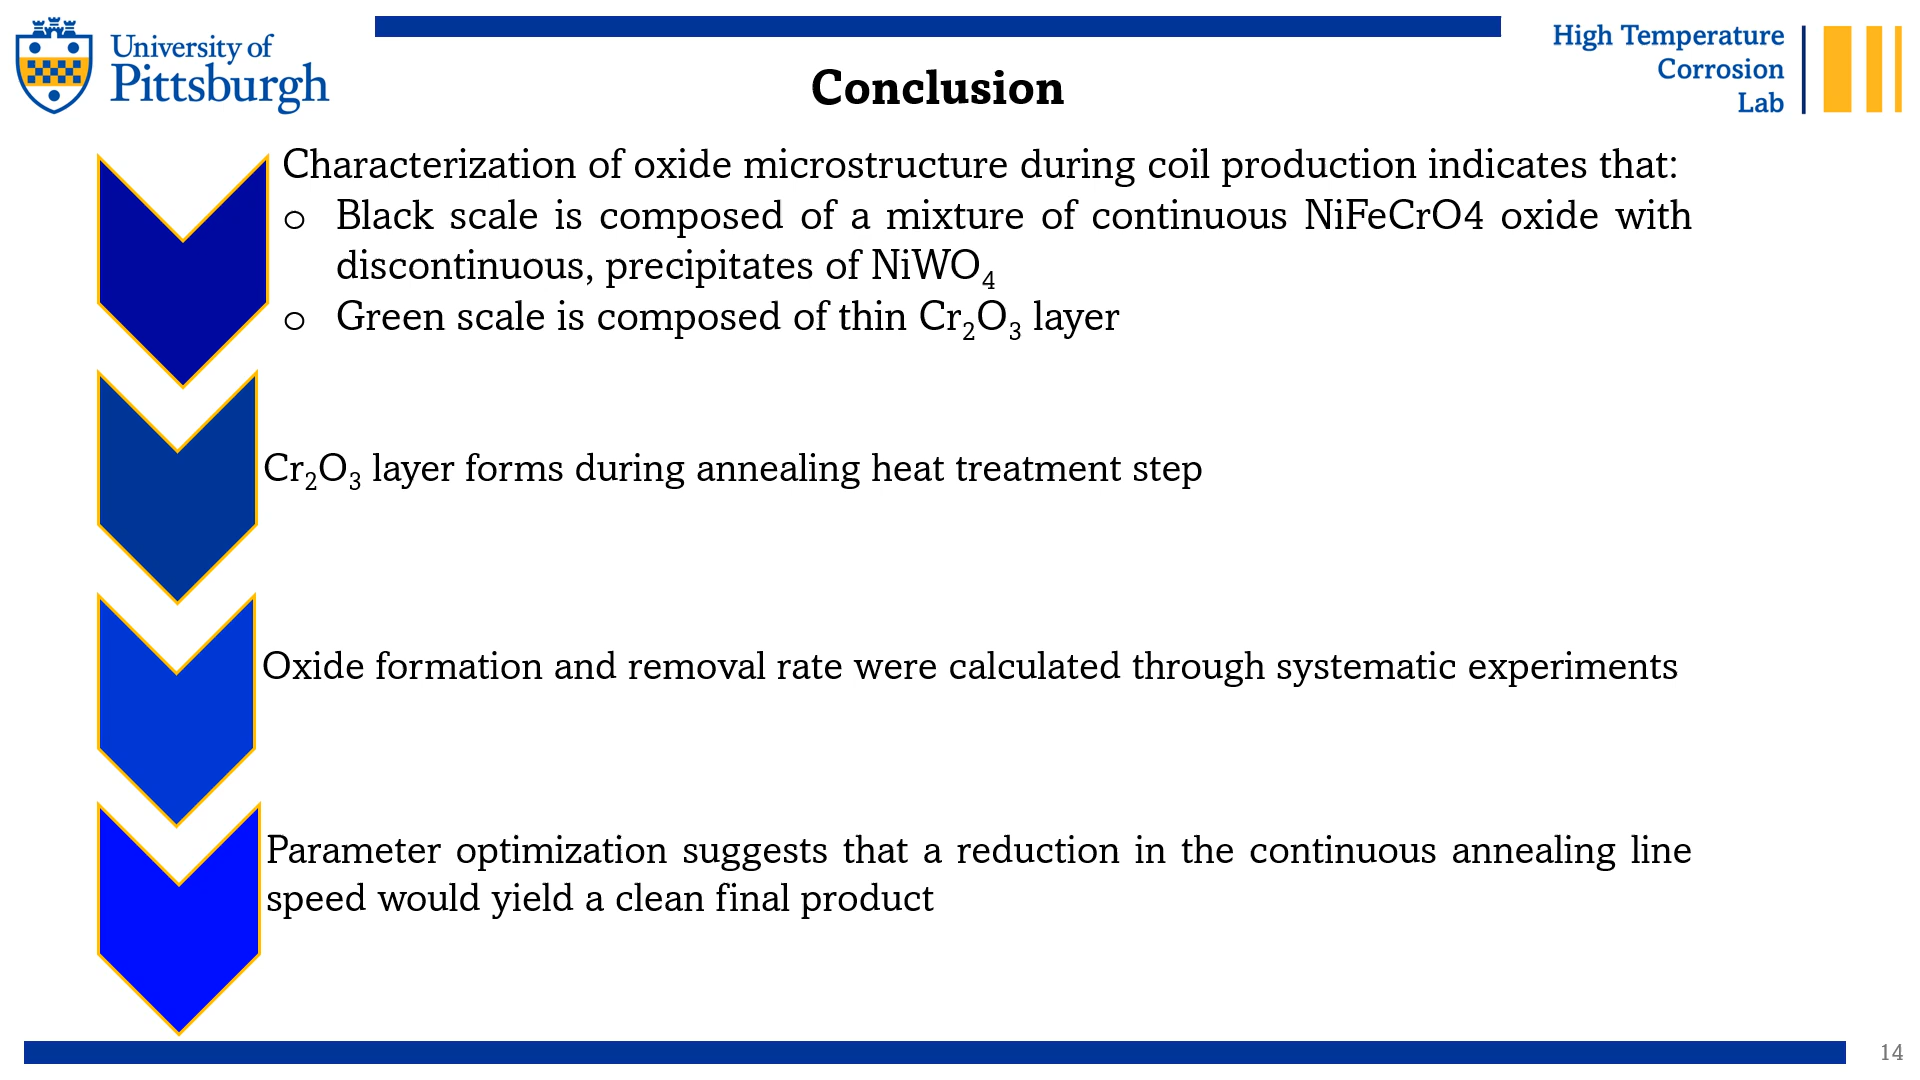 University of
Pittsburgh
High Temperature
Corrosion
Lab
Conclusion
Characterization of oxide microstructure during coil production indicates that:
o Black scale is composed of a mixture of continuous NiFeCrO4 oxide with
discontinuous, precipitates of NiWO₄
o Green scale is composed of thin Cr₂O₃ layer
Cr₂O₃ layer forms during annealing heat treatment step
Oxide formation and removal rate were calculated through systematic experiments
Parameter optimization suggests that a reduction in the continuous annealing line
speed would yield a clean final product
14